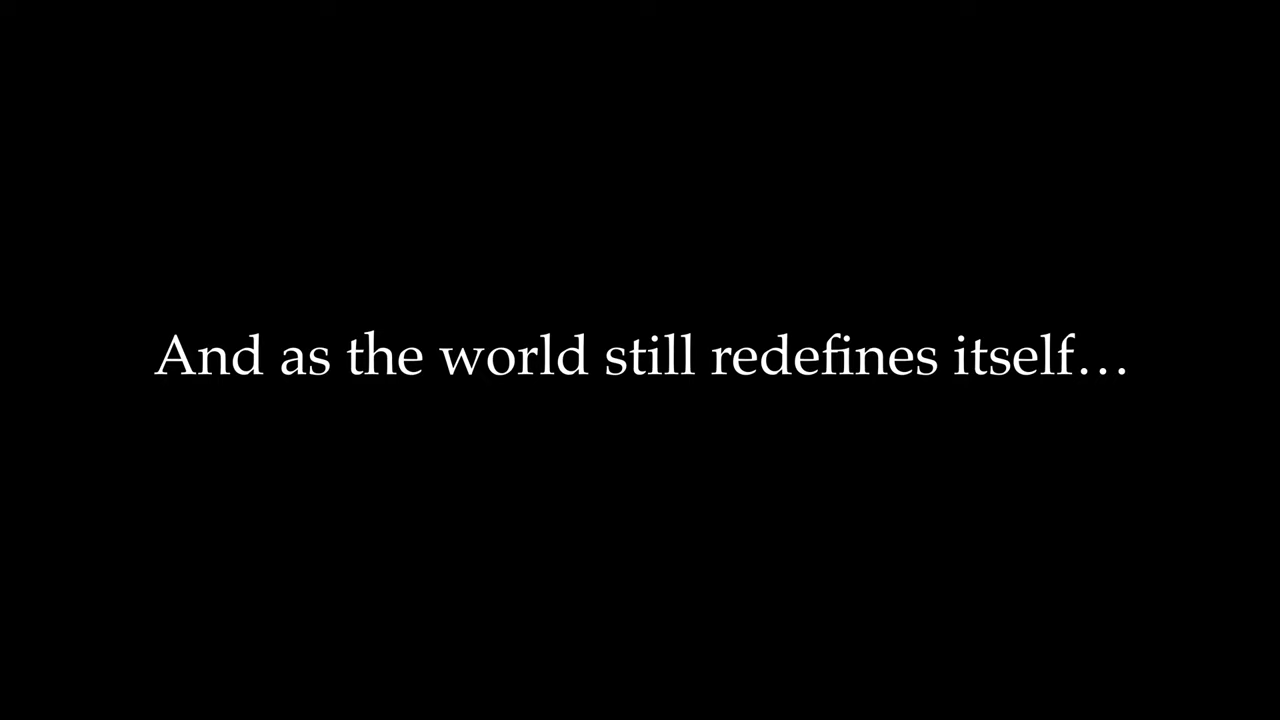 And as the world still redefines itself…